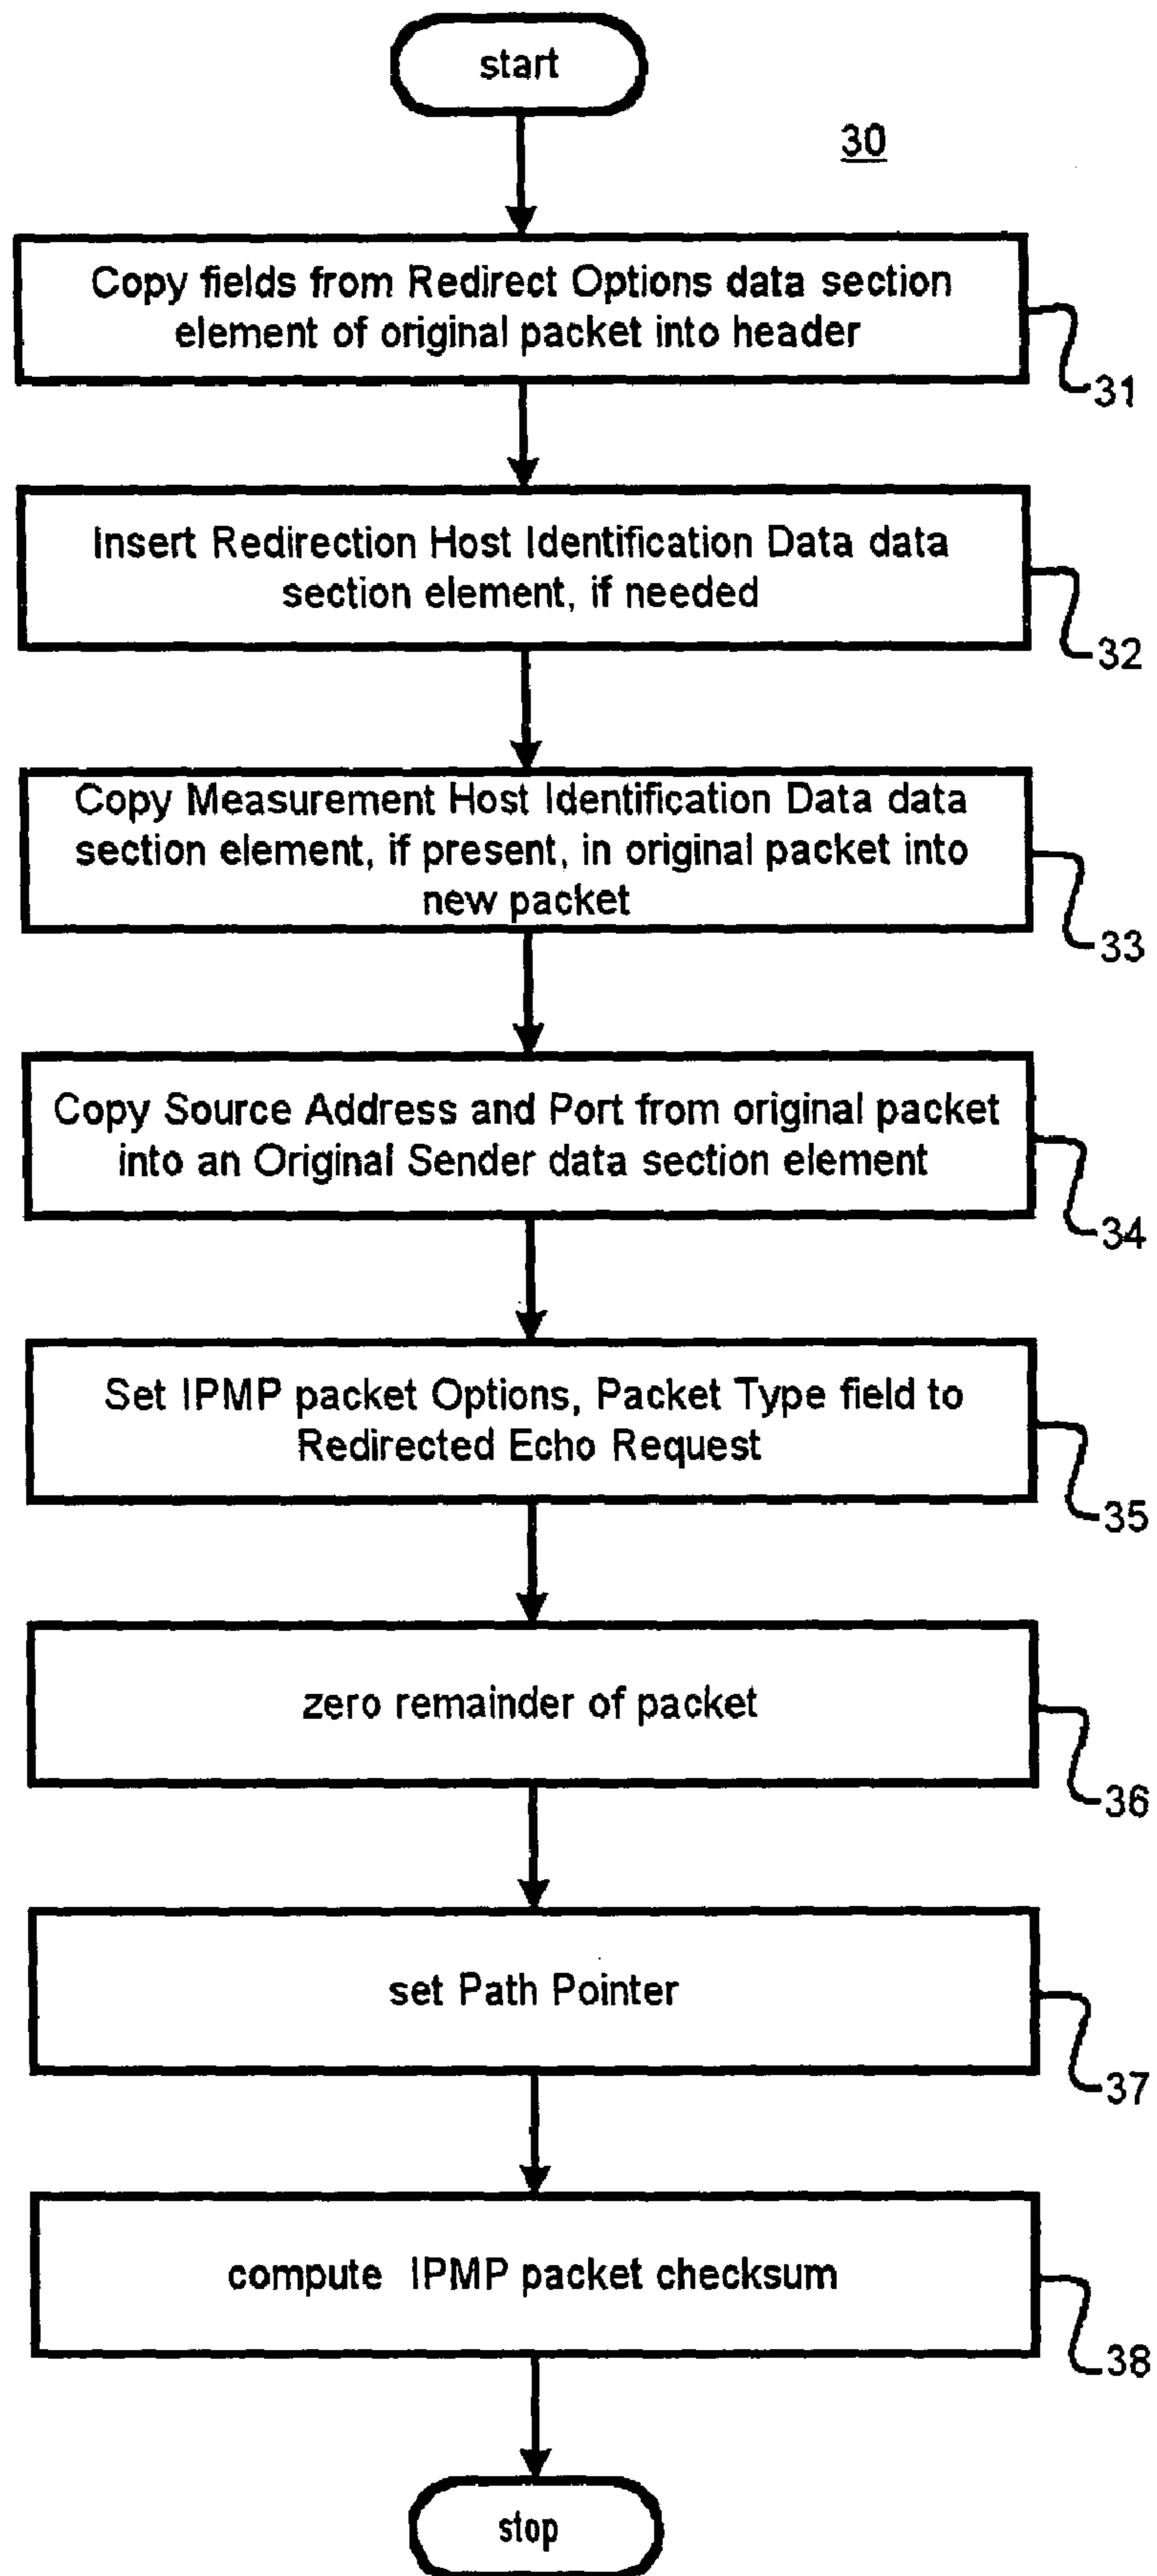 start
30
Copy fields from Redirect Options data section
element of original packet into header
31
Insert Redirection Host Identification Data data
section element, if needed
32
Copy Measurement Host Identification Data data
section element, if present, in original packet into
new packet
33
Copy Source Address and Port from original packet
into an Original Sender data section element
34
Set IPMP packet Options, Packet Type field to
Redirected Echo Request
35
zero remainder of packet
36
set Path Pointer
37
compute IPMP packet checksum
38
stop